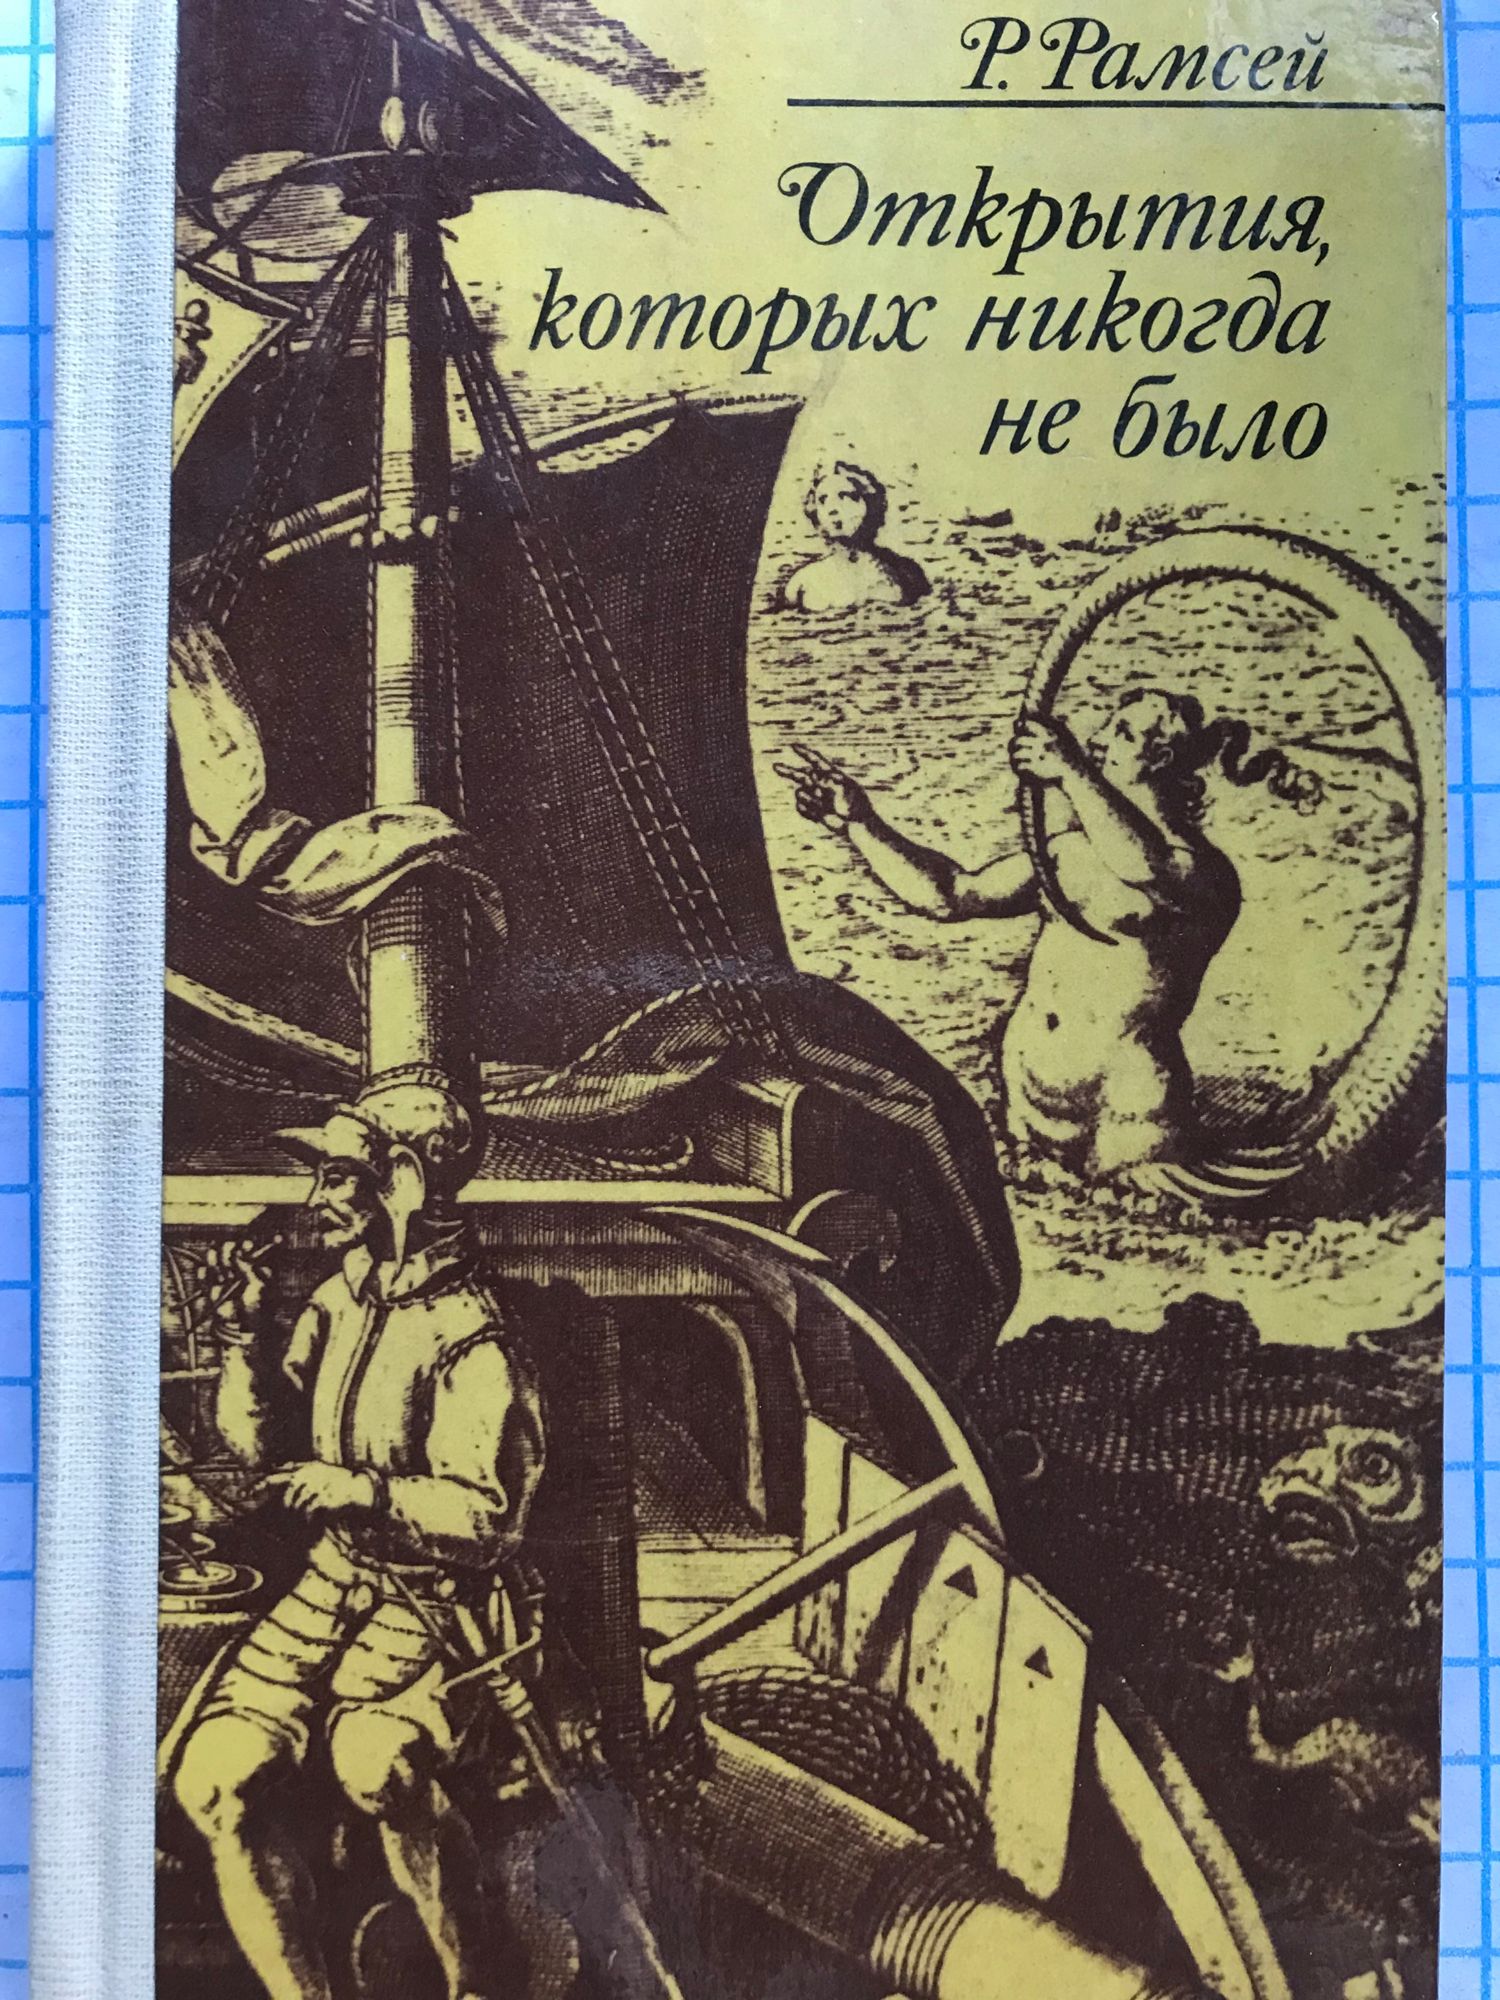 Р. Рамсей
Открытия,
которых никогда
не было